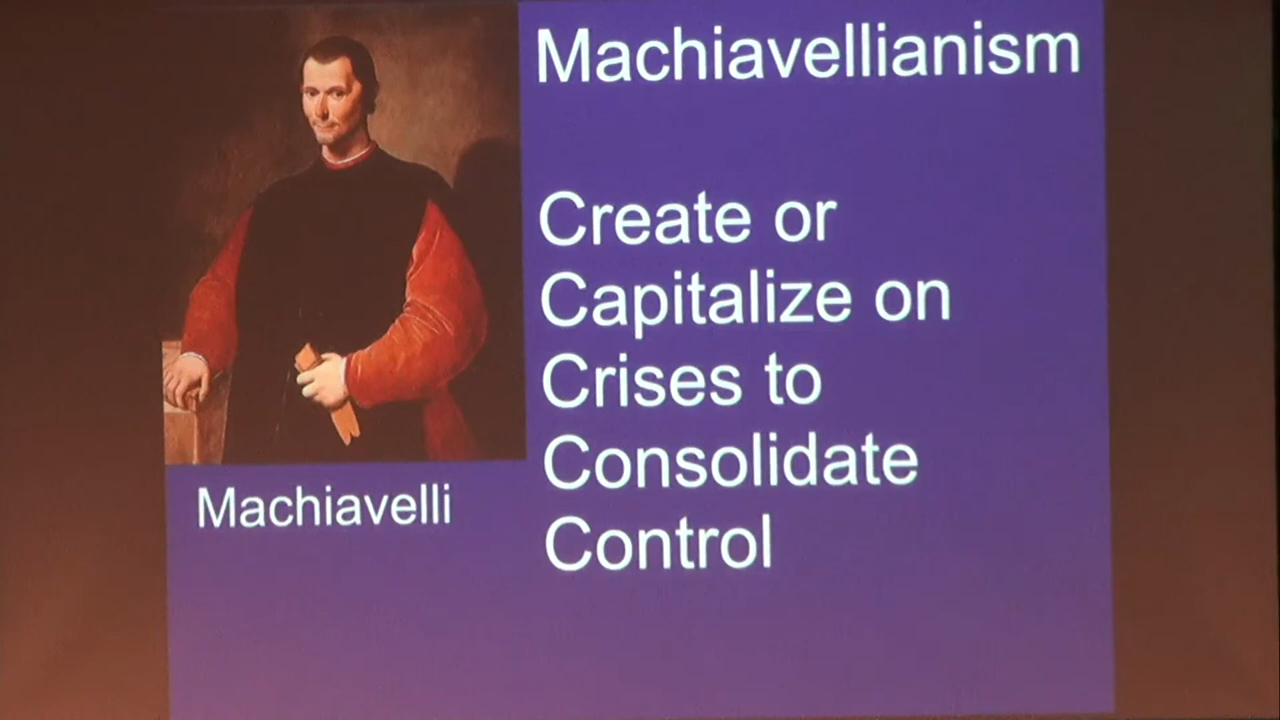 Machiavellianism
Create or
Capitalize on
Crises to
Consolidate
Control
Machiavelli